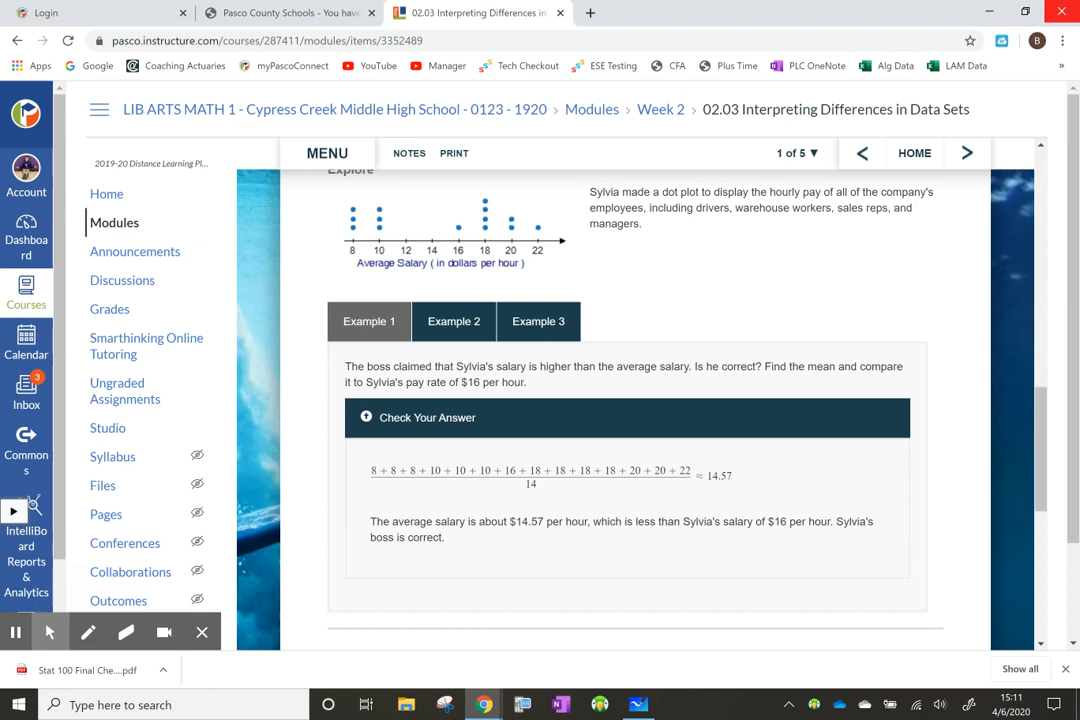 Login
Pasco County Schools - You have
02.03 Interpreting Differences in
pasco.instructure.com/courses/287411/modules/items/3352489
B
Apps
Google
Coaching Actuaries
myPascoConnect
YouTube
Manager
Tech Checkout
ESE Testing
CFA
Plus Time
PLC OneNote
Alg Data
LAM Data
»
LIB ARTS MATH 1 - Cypress Creek Middle High School - 0123 - 1920 > Modules > Week 2 > 02.03 Interpreting Differences in Data Sets
Account
Dashboa
rd
Courses
Calendar
3
Inbox
Common
s
IntelliBo
ard
Reports
&
Analytics
2019-20 Distance Learning Pl...
Home
Modules
Announcements
Discussions
Grades
Smarthinking Online
Tutoring
Ungraded
Assignments
Studio
Syllabus
Files
Pages
Conferences
Collaborations
Outcomes
MENU
NOTES
PRINT
1 of 5 ▼
<
HOME
>
Explore
8 10 12 14 16 18 20 22
Average Salary ( in dollars per hour )
Sylvia made a dot plot to display the hourly pay of all of the company's
employees, including drivers, warehouse workers, sales reps, and
managers.
Example 1
Example 2
Example 3
The boss claimed that Sylvia's salary is higher than the average salary. Is he correct? Find the mean and compare
it to Sylvia's pay rate of $16 per hour.
Check Your Answer
8 + 8 + 8 + 10 + 10 + 10 + 16 + 18 + 18 + 18 + 18 + 20 + 20 + 22
14
≈ 14.57
The average salary is about $14.57 per hour, which is less than Sylvia's salary of $16 per hour. Sylvia's
boss is correct.
Stat 100 Final Che....pdf
Show all
Type here to search
15:11
4/6/2020